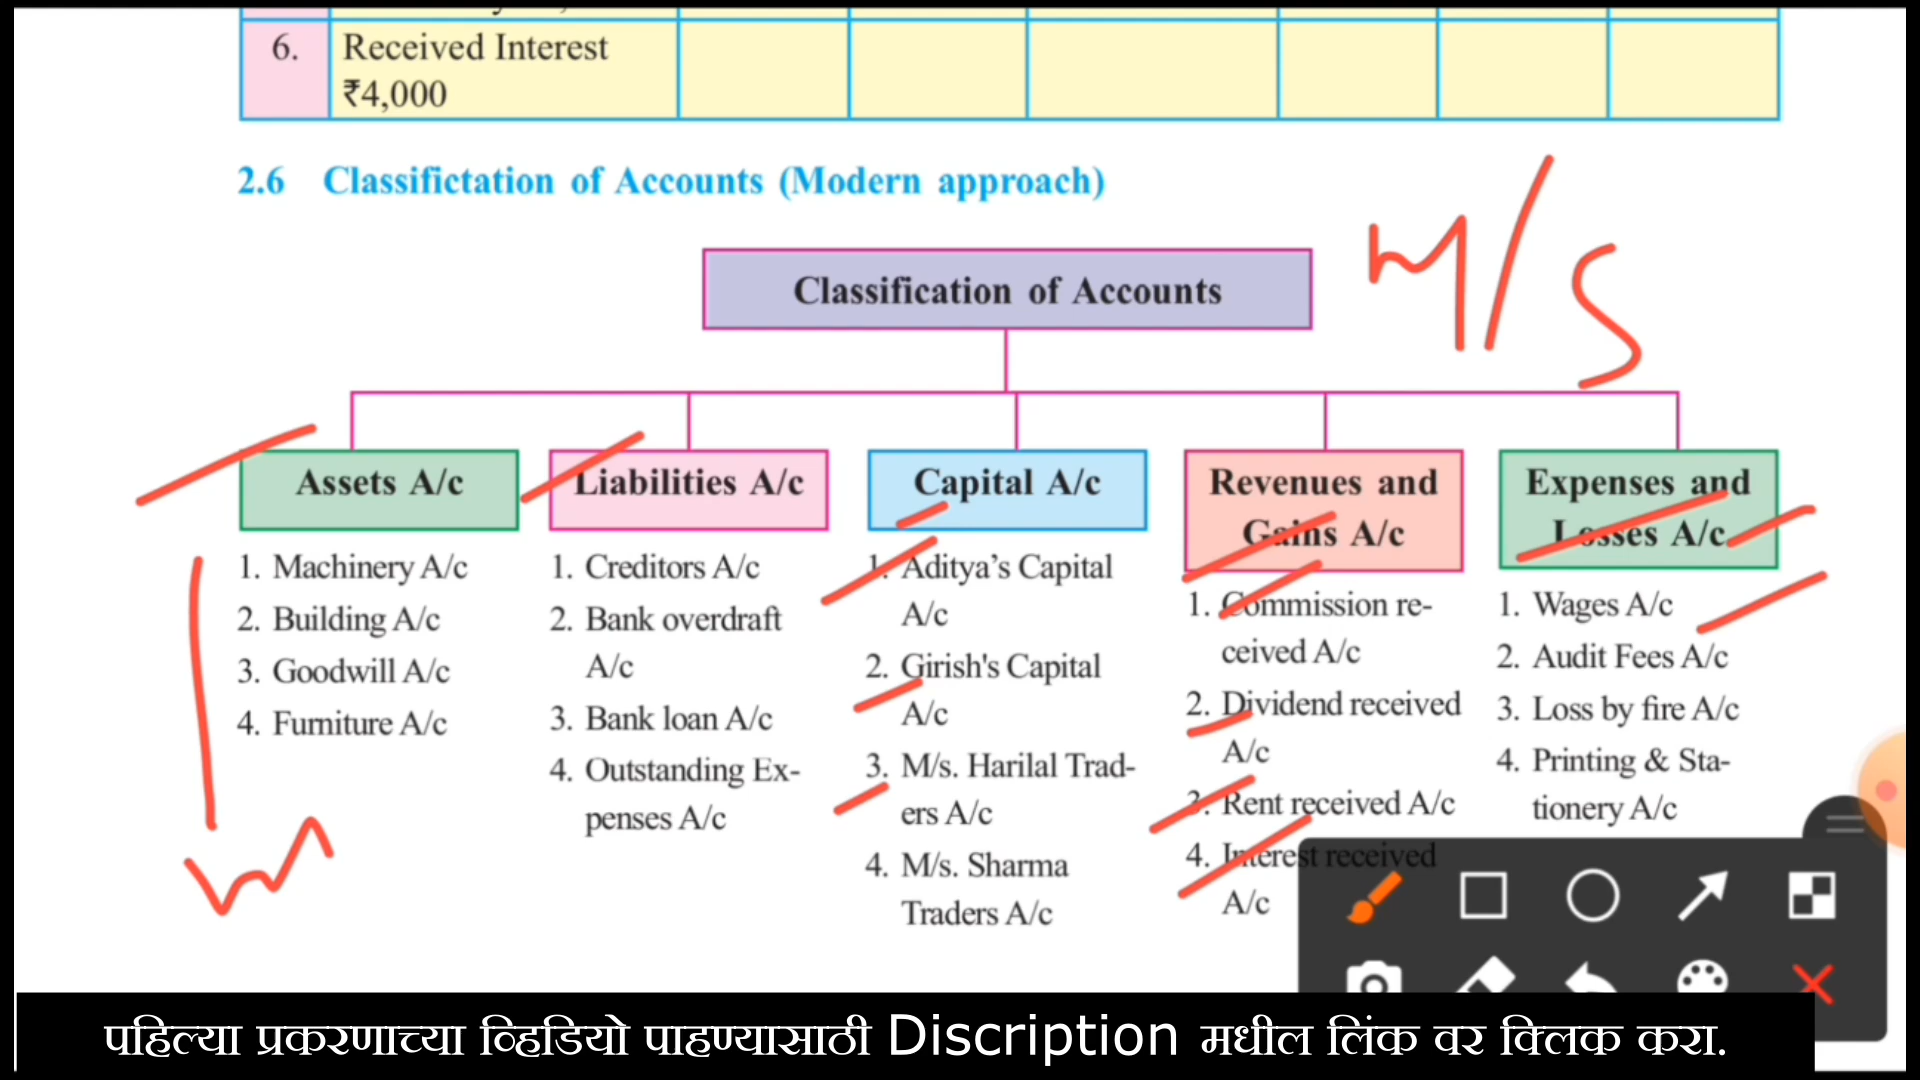 6. Received Interest
₹4,000
2.6 Classifictation of Accounts (Modern approach)
M/S
Classification of Accounts
Assets A/c
1. Machinery A/c
2. Building A/c
3. Goodwill A/c
4. Furniture A/c
Liabilities A/c
1. Creditors A/c
2. Bank overdraft
A/c
3. Bank loan A/c
4. Outstanding Ex-
penses A/c
Capital A/c
1. Aditya’s Capital
A/c
2. Girish's Capital
A/c
3. M/s. Harilal Trad-
ers A/c
4. M/s. Sharma
Traders A/c
Revenues and
Gains A/c
1. Commission re-
ceived A/c
2. Dividend received
A/c
3. Rent received A/c
4. Interest received
A/c
Expenses and
Losses A/c
1. Wages A/c
2. Audit Fees A/c
3. Loss by fire A/c
4. Printing & Sta-
tionery A/c
पहिल्या प्रकरणाच्या व्हिडियो पाहण्यासाठी Discription मधील लिंक वर क्लिक करा.